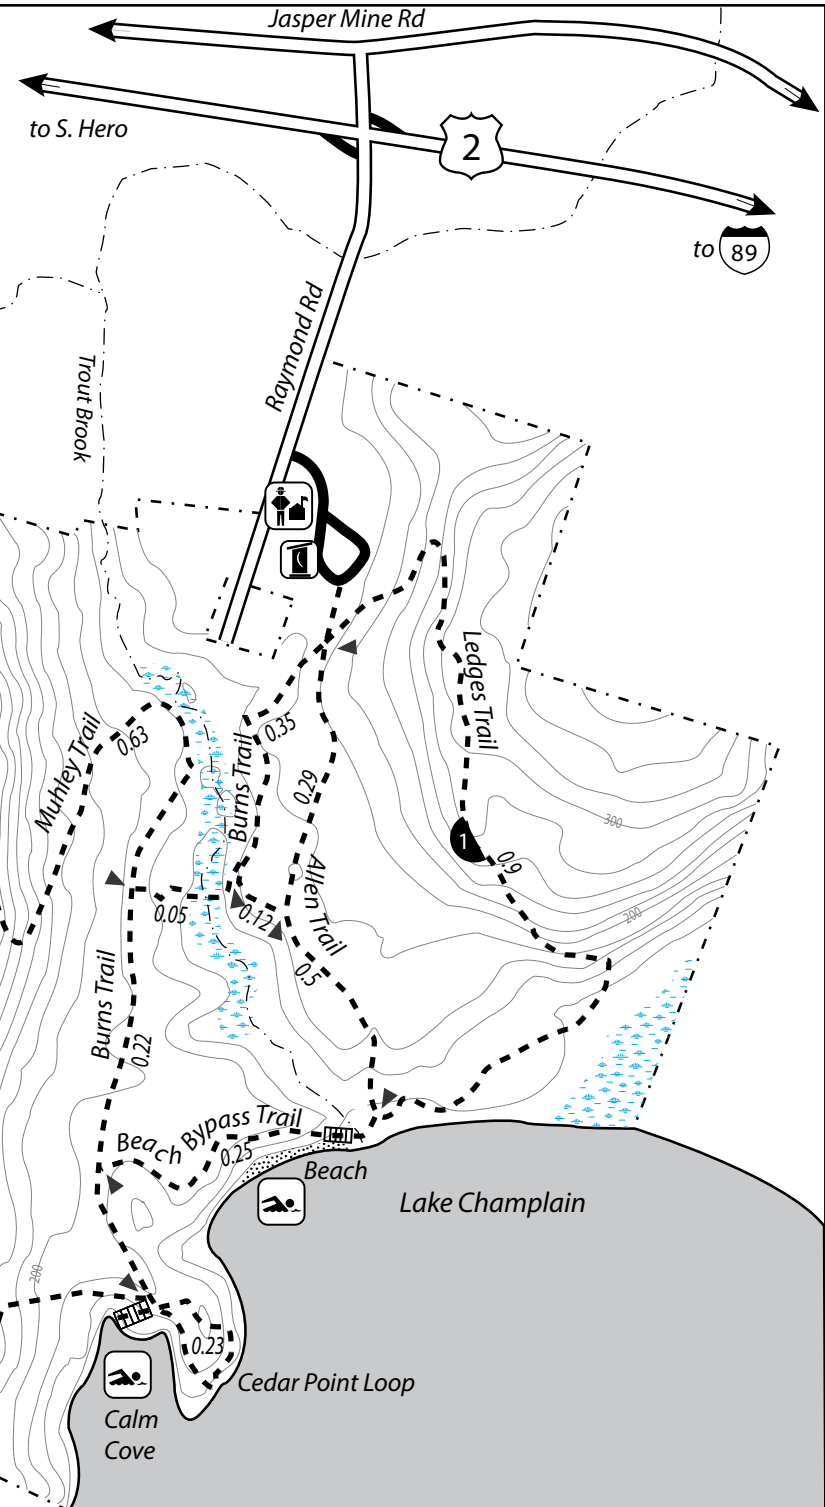 Jasper Mine Rd
to S. Hero
2
to 89
Raymond Rd
Trout Brook
Ledges Trail
Muhley Trail
0.63
0.35
Burns Trail
0.29
300
1
0.9
Allen Trail
0.05
0.12
200
0.5
Burns Trail
0.22
Beach Bypass Trail
0.25
Beach
Lake Champlain
200
0.23
Cedar Point Loop
Calm
Cove